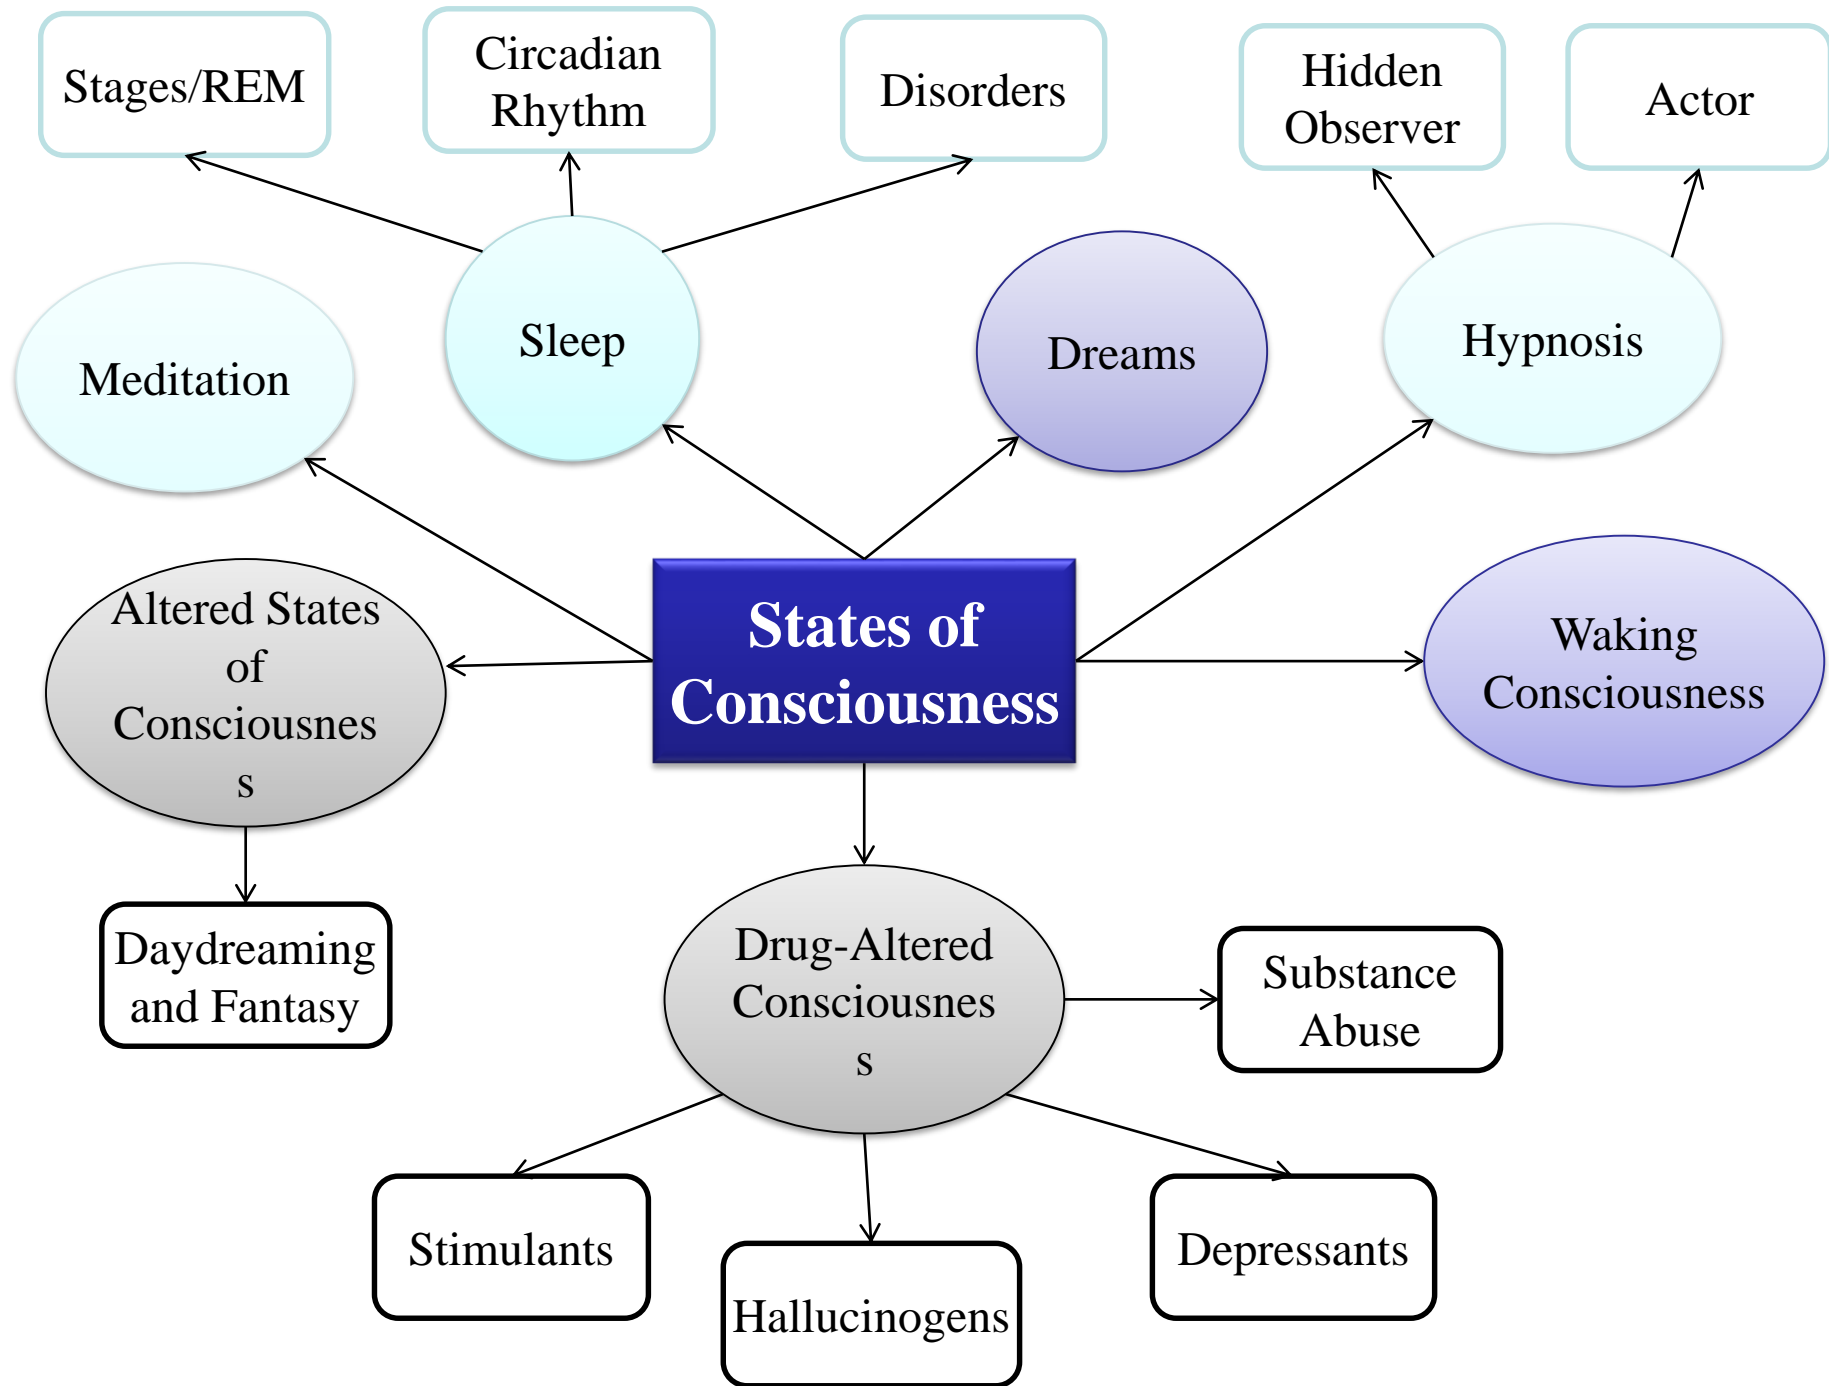 Stages/REM
Circadian
Rhythm
Disorders
Hidden
Observer
Actor
Meditation
Sleep
Dreams
Hypnosis
Altered States
of
Consciousnes
s
States of
Consciousness
Waking
Consciousness
Daydreaming
and Fantasy
Drug-Altered
Consciousnes
s
Substance
Abuse
Stimulants
Hallucinogens
Depressants